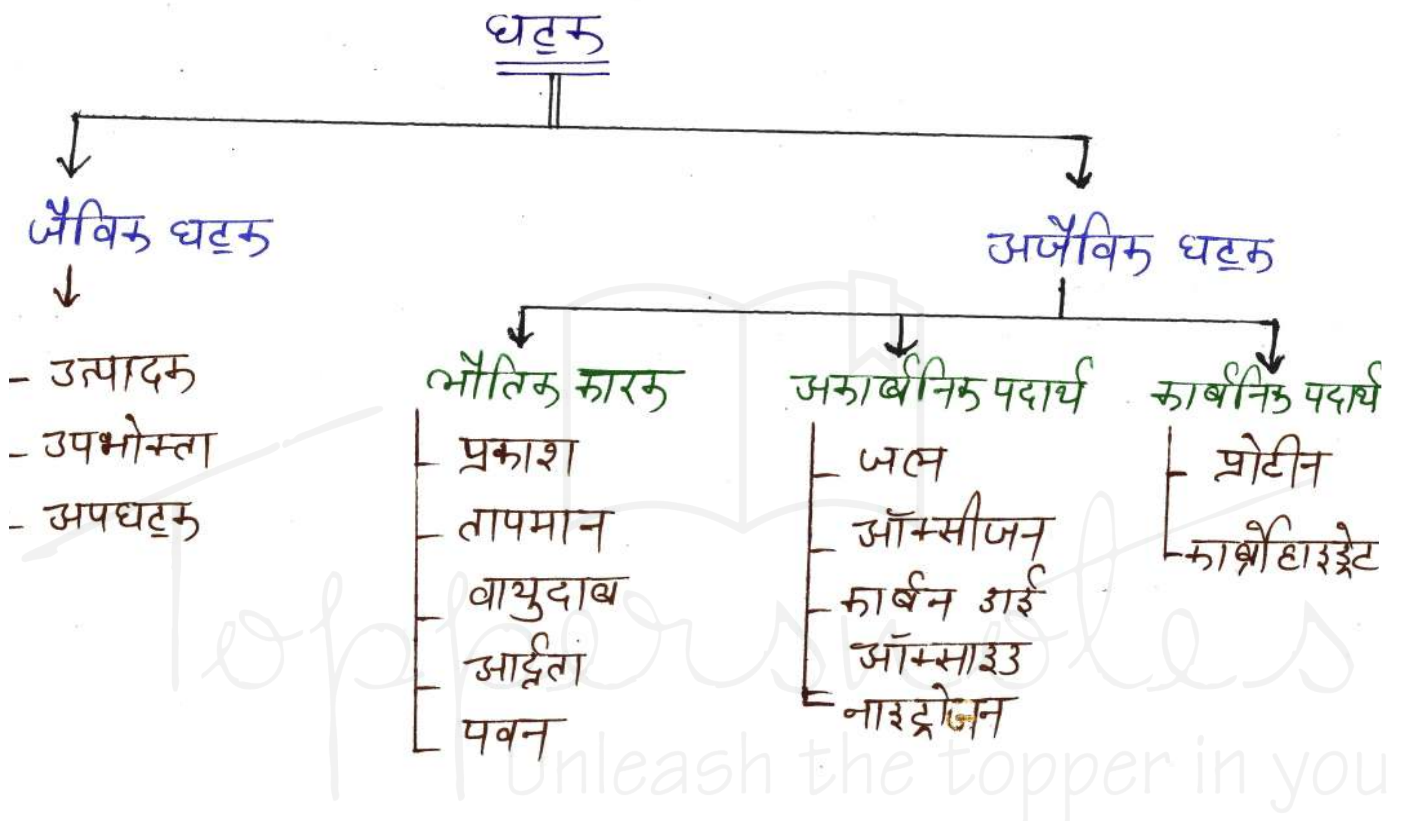 घटक
जैविक घटक
- उत्पादक
- उपभोक्ता
- अपघटक
अजैविक घटक
भौतिक कारक
प्रकाश
तापमान
वायुदाब
आर्द्रता
पवन
अकार्बनिक पदार्थ
जल
ऑक्सीजन
कार्बन डाई
ऑक्साइड
नाइट्रोजन
कार्बनिक पदार्थ
प्रोटीन
कार्बोहाइड्रेट
Toppersnotes
Unleash the topper in you